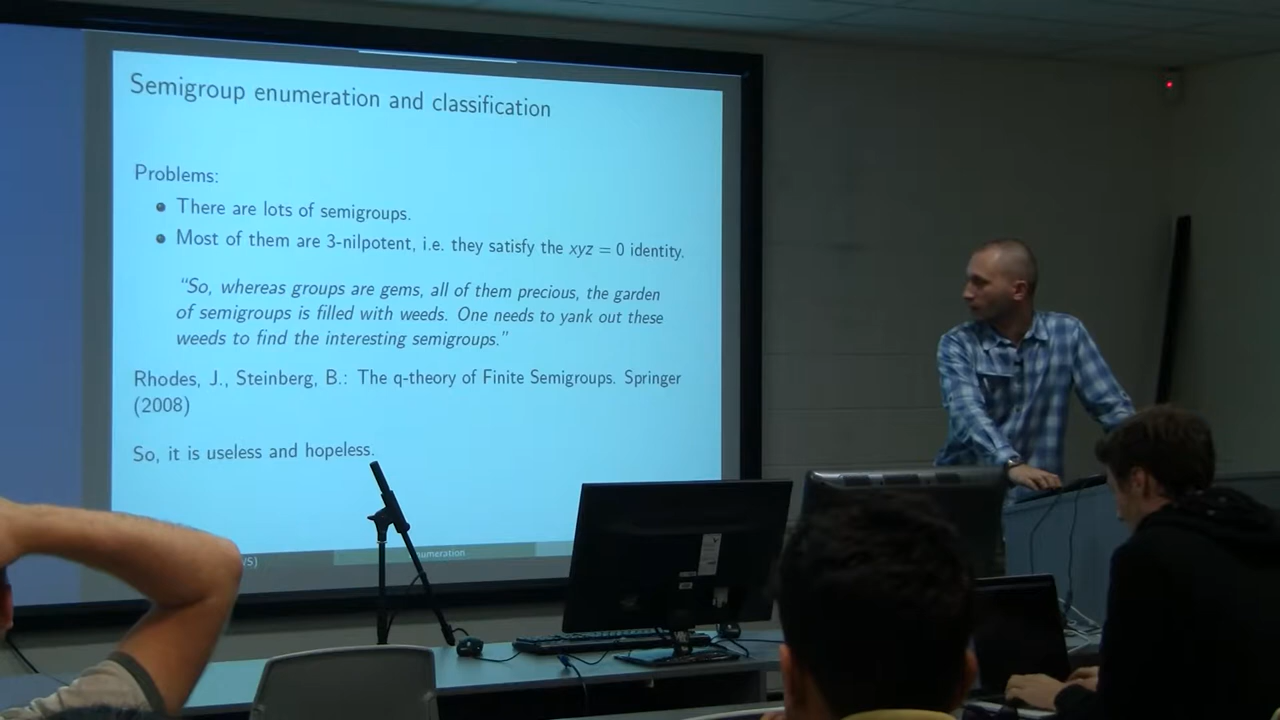 Semigroup enumeration and classification
Problems:
There are lots of semigroups.
Most of them are 3-nilpotent, i.e. they satisfy the xyz = 0 identity.
“So, whereas groups are gems, all of them precious, the garden
of semigroups is filled with weeds. One needs to yank out these
weeds to find the interesting semigroups.”
Rhodes, J., Steinberg, B.: The q-theory of Finite Semigroups. Springer
(2008)
So, it is useless and hopeless.